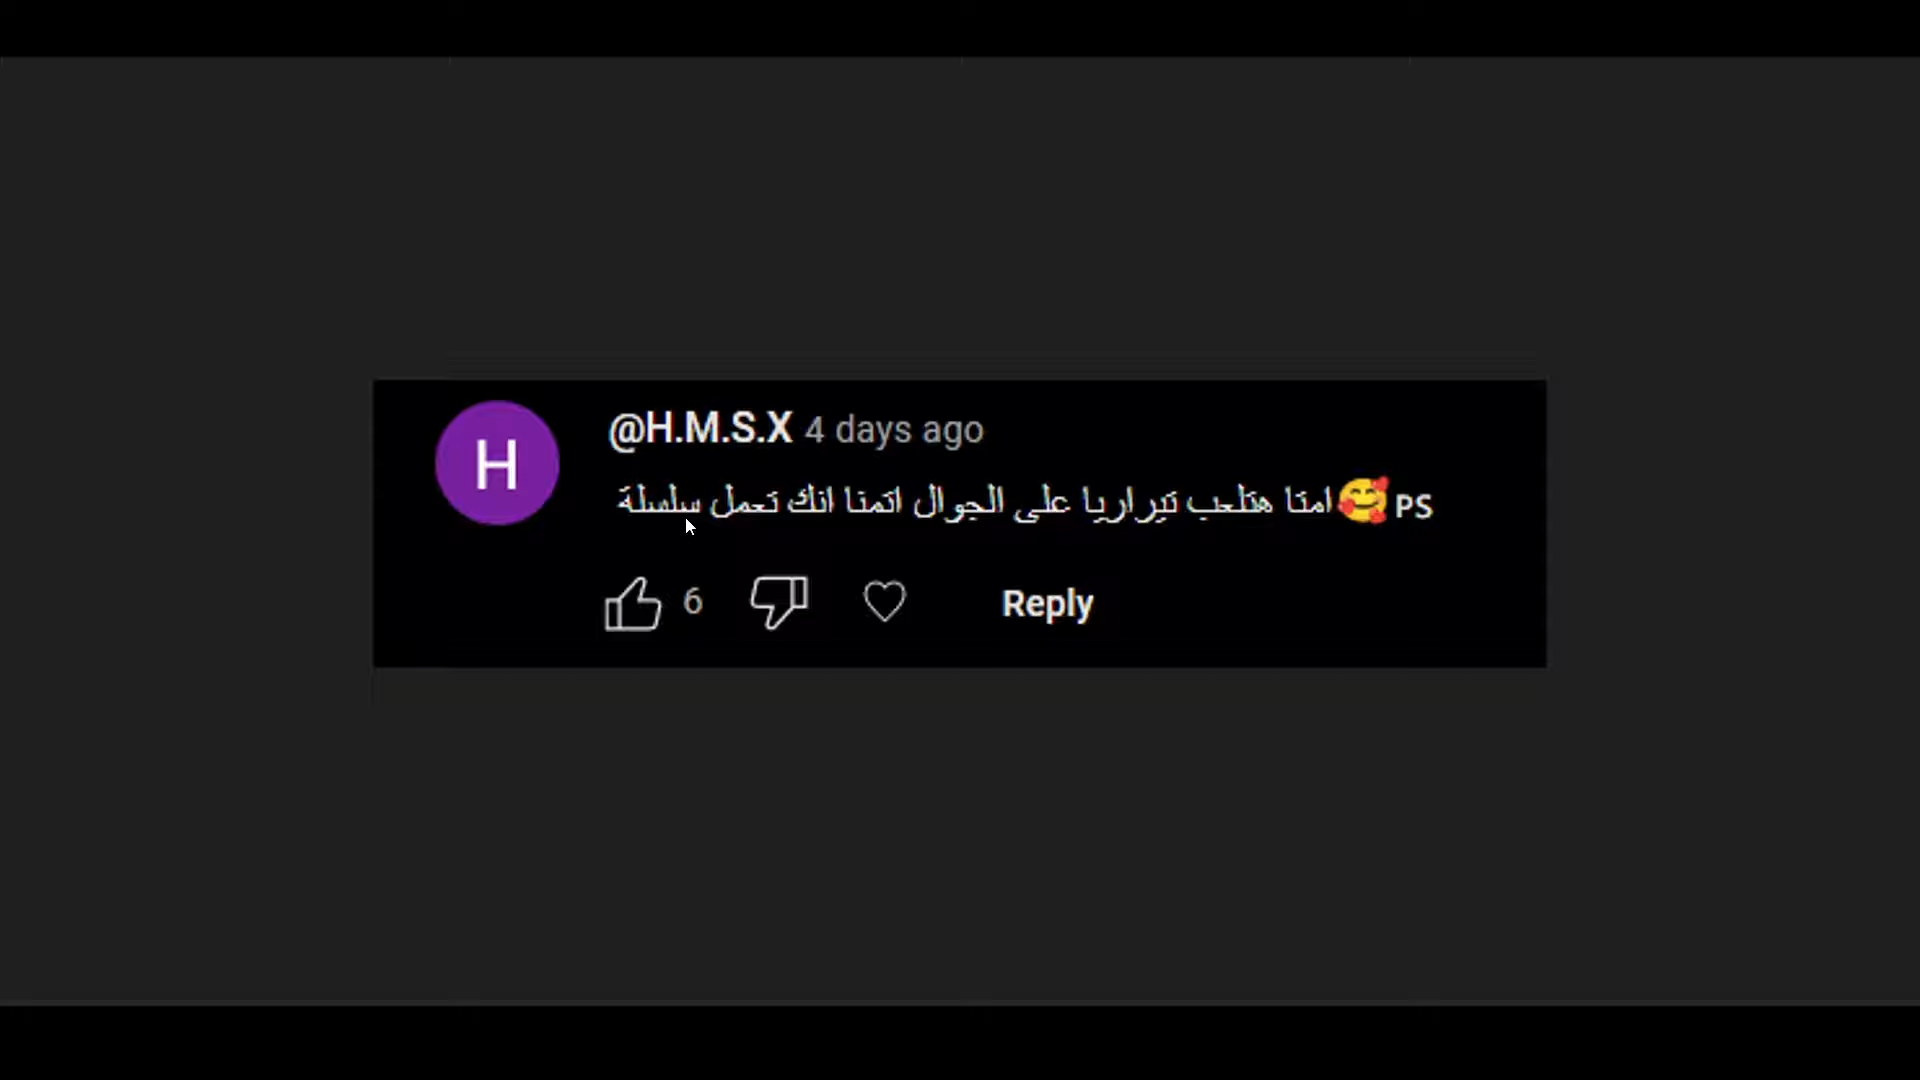 H
@H.M.S.X 4 days ago
PS🥰امتا هتلعب تيراريا على الجوال اتمنا انك تعمل سلسلة
6
Reply